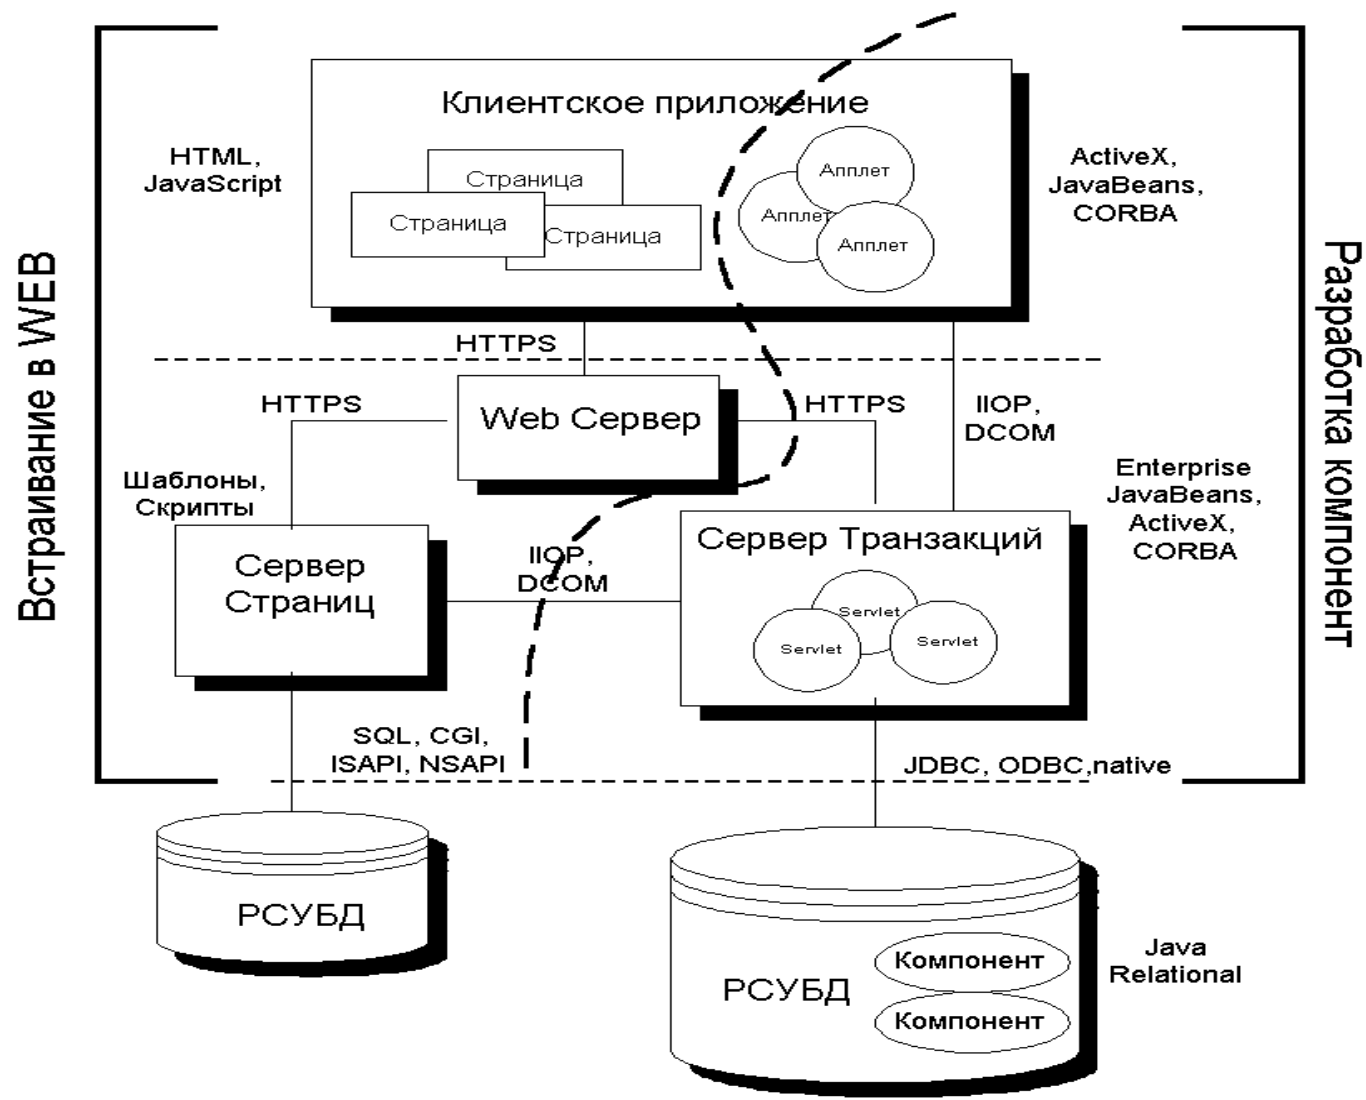 Клиентское приложение
HTML,
JavaScript
Страница
Страница
Страница
Апплет
Апплет
Апплет
ActiveX,
JavaBeans,
CORBA
Встраивание в WEB
Разработка компонент
HTTPS
HTTPS
Web Сервер
HTTPS
IIOP,
DCOM
Шаблоны,
Скрипты
Enterprise
JavaBeans,
ActiveX,
CORBA
Сервер
Страниц
IIOP,
DCOM
Сервер Транзакций
Servlet
Servlet
Servlet
SQL, CGI,
ISAPI, NSAPI
JDBC, ODBC,native
РСУБД
РСУБД
Компонент
Компонент
Java
Relational